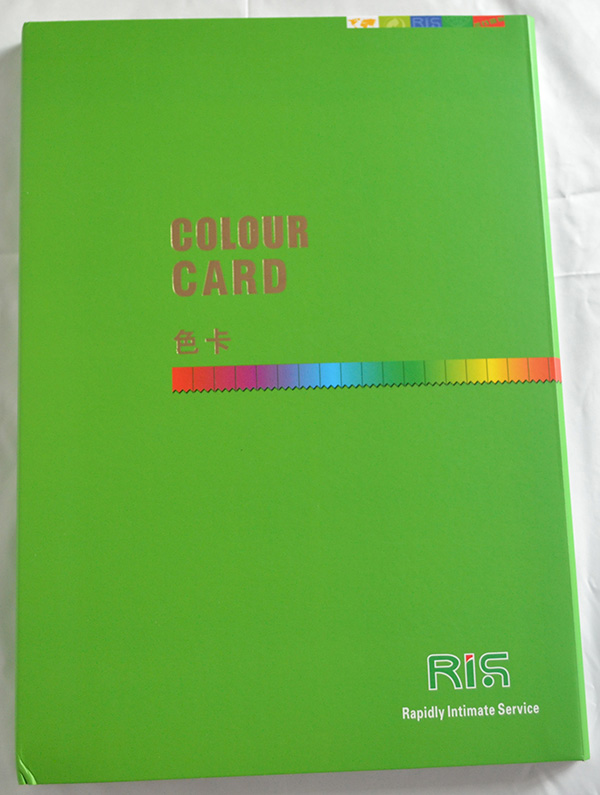 RIS
COLOUR
CARD
色卡
RIS
Rapidly Intimate Service